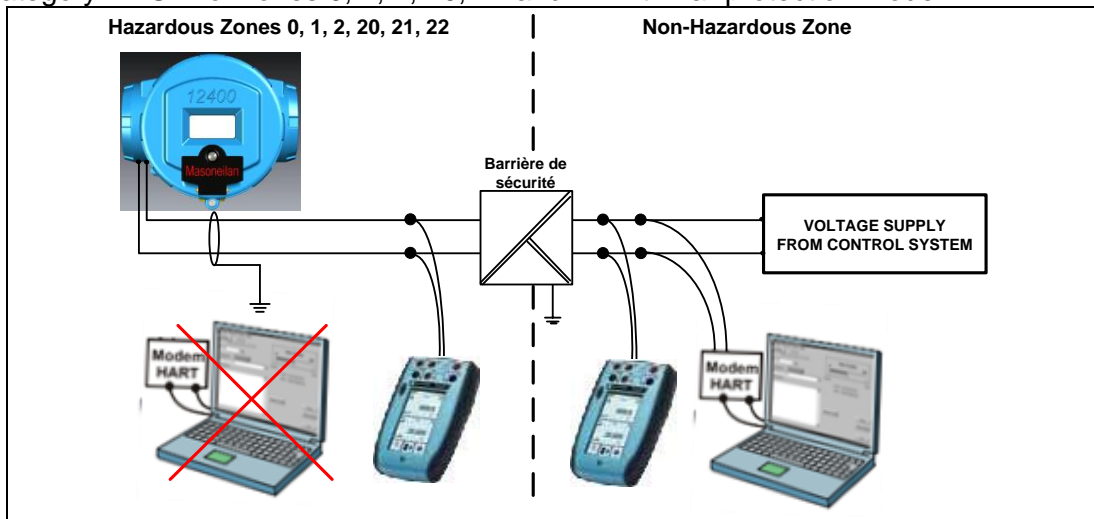 Hazardous Zones 0, 1, 2, 20, 21, 22
Non-Hazardous Zone
12400
Masoneilan
Barrière de
sécurité
VOLTAGE SUPPLY
FROM CONTROL SYSTEM
Modem
HART
Modem
HART